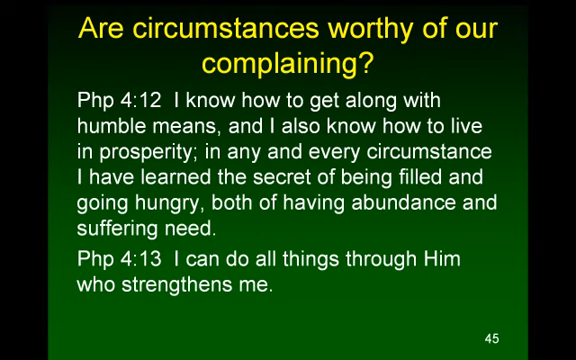 Are circumstances worthy of our
complaining?
Php 4:12  I know how to get along with
humble means, and I also know how to live
in prosperity; in any and every circumstance
I have learned the secret of being filled and
going hungry, both of having abundance and
suffering need.
Php 4:13  I can do all things through Him
who strengthens me.
45